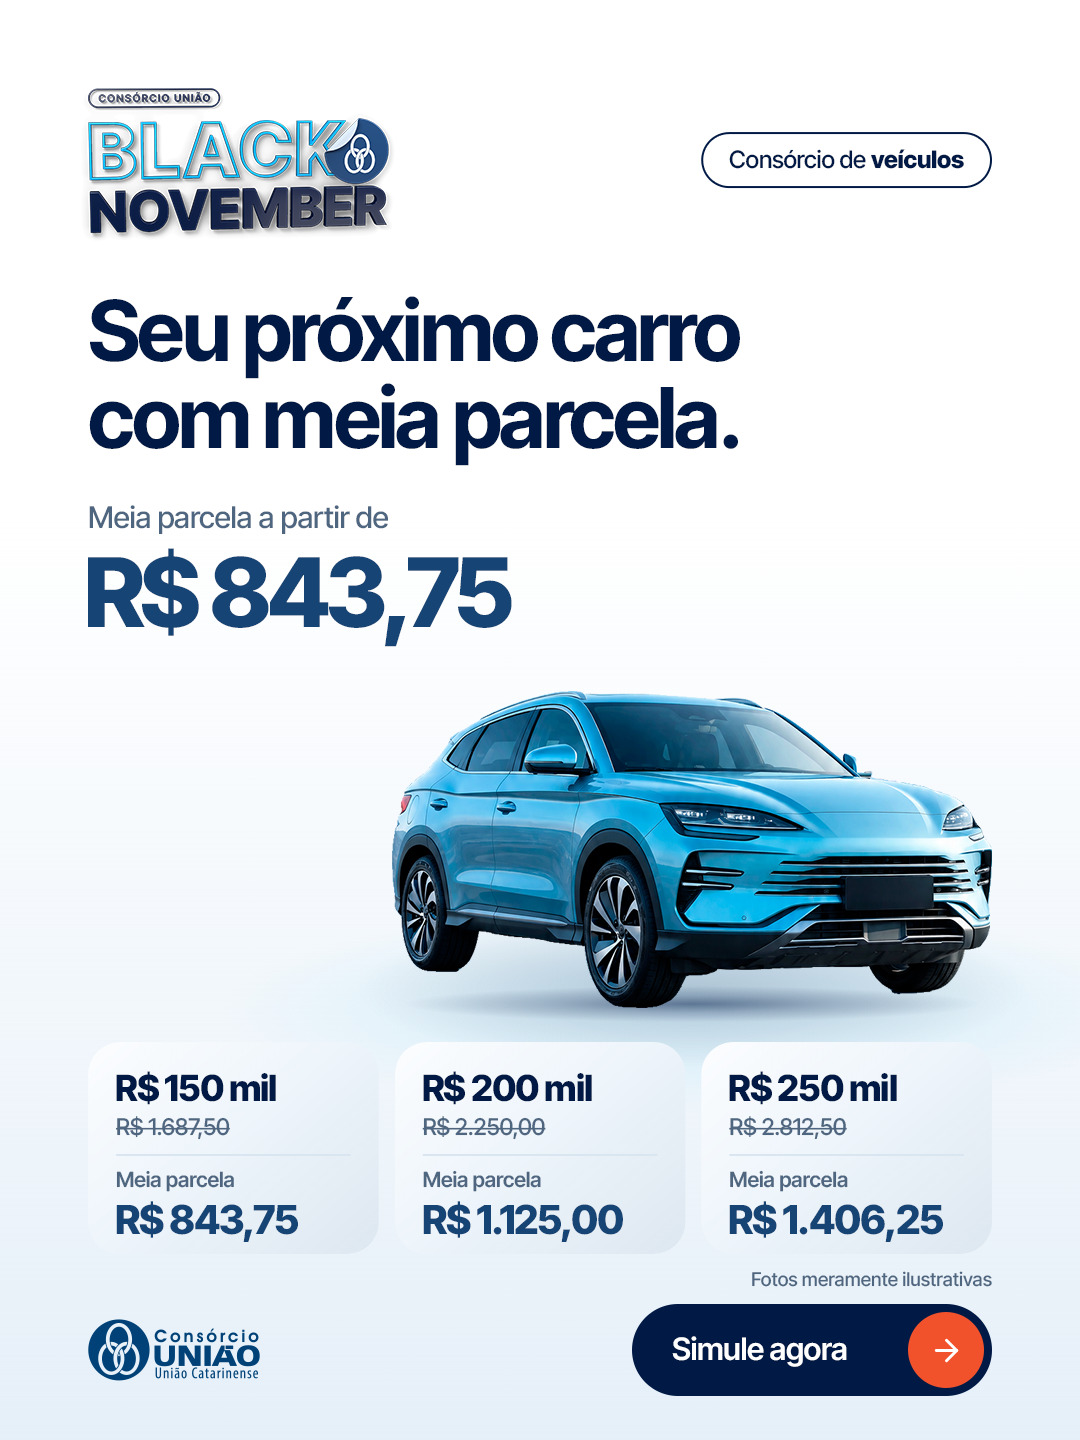 CONSÓRCIO UNIÃO
BLACK
NOVEMBER
Consórcio de veículos
Seu próximo carro
com meia parcela.
Meia parcela a partir de
R$ 843,75
R$ 150 mil
R$ 1.687,50
Meia parcela
R$ 843,75
R$ 200 mil
R$ 2.250,00
Meia parcela
R$ 1.125,00
R$ 250 mil
R$ 2.812,50
Meia parcela
R$ 1.406,25
Fotos meramente ilustrativas
Consórcio
UNIÃO
União Catarinense
Simule agora